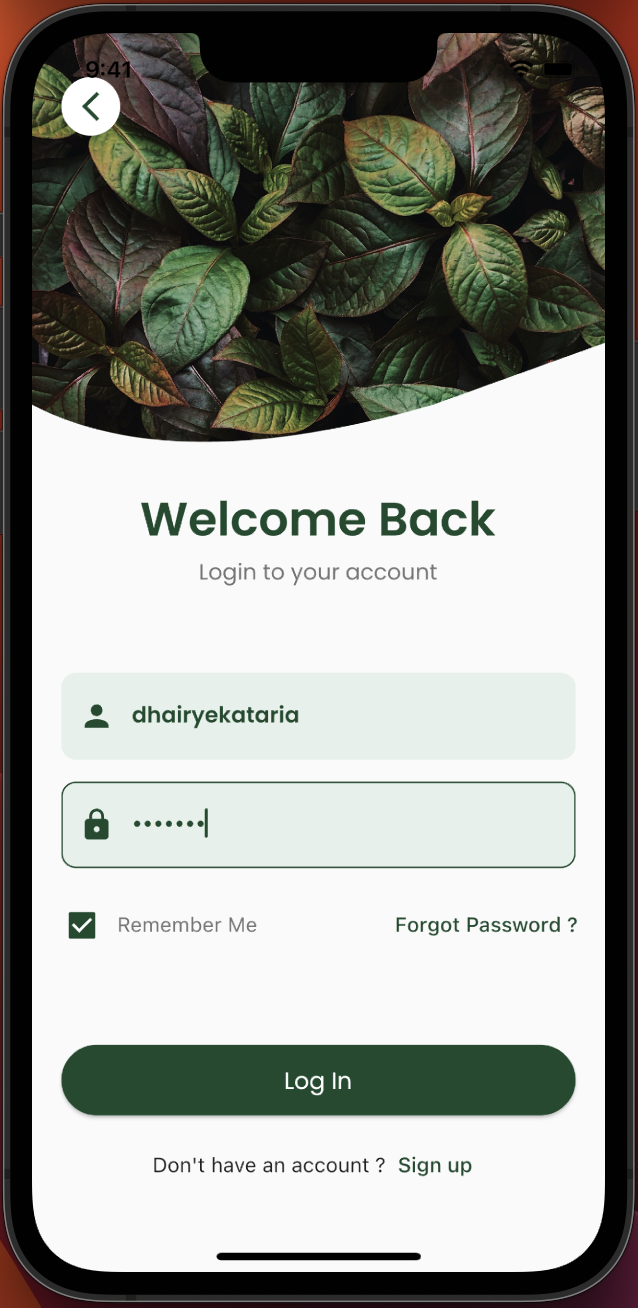 9:41
Welcome Back
Login to your account
dhairyekataria
•••••••
Remember Me
Forgot Password ?
Log In
Don't have an account ? Sign up